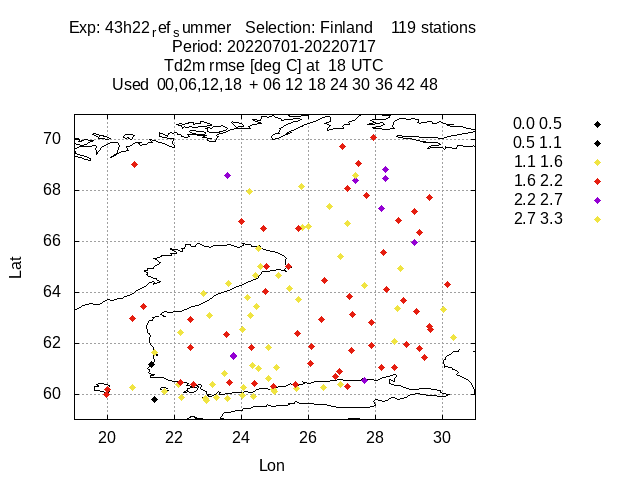 Exp: 43h22refsummer Selection: Finland 119 stations
Period: 20220701-20220717
Td2m rmse [deg C] at 18 UTC
Used 00,06,12,18 + 06 12 18 24 30 36 42 48
0.0 0.5
0.5 1.1
1.1 1.6
1.6 2.2
2.2 2.7
2.7 3.3
70
68
66
64
62
60
Lat
20 22 24 26 28 30
Lon